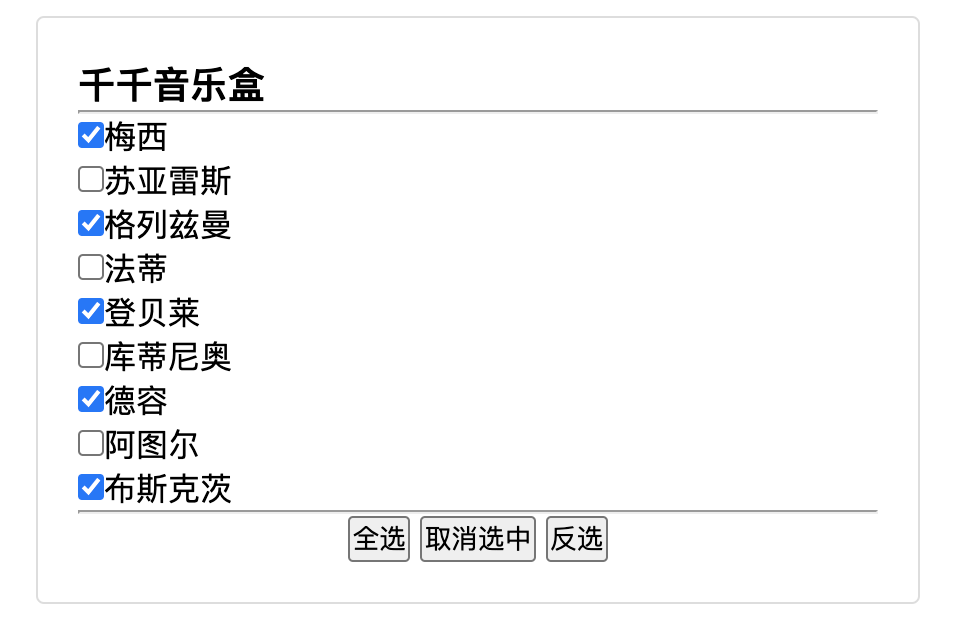 千千音乐盒
梅西
苏亚雷斯
格列兹曼
法蒂
登贝莱
库蒂尼奥
德容
阿图尔
布斯克茨
全选 取消选中 反选